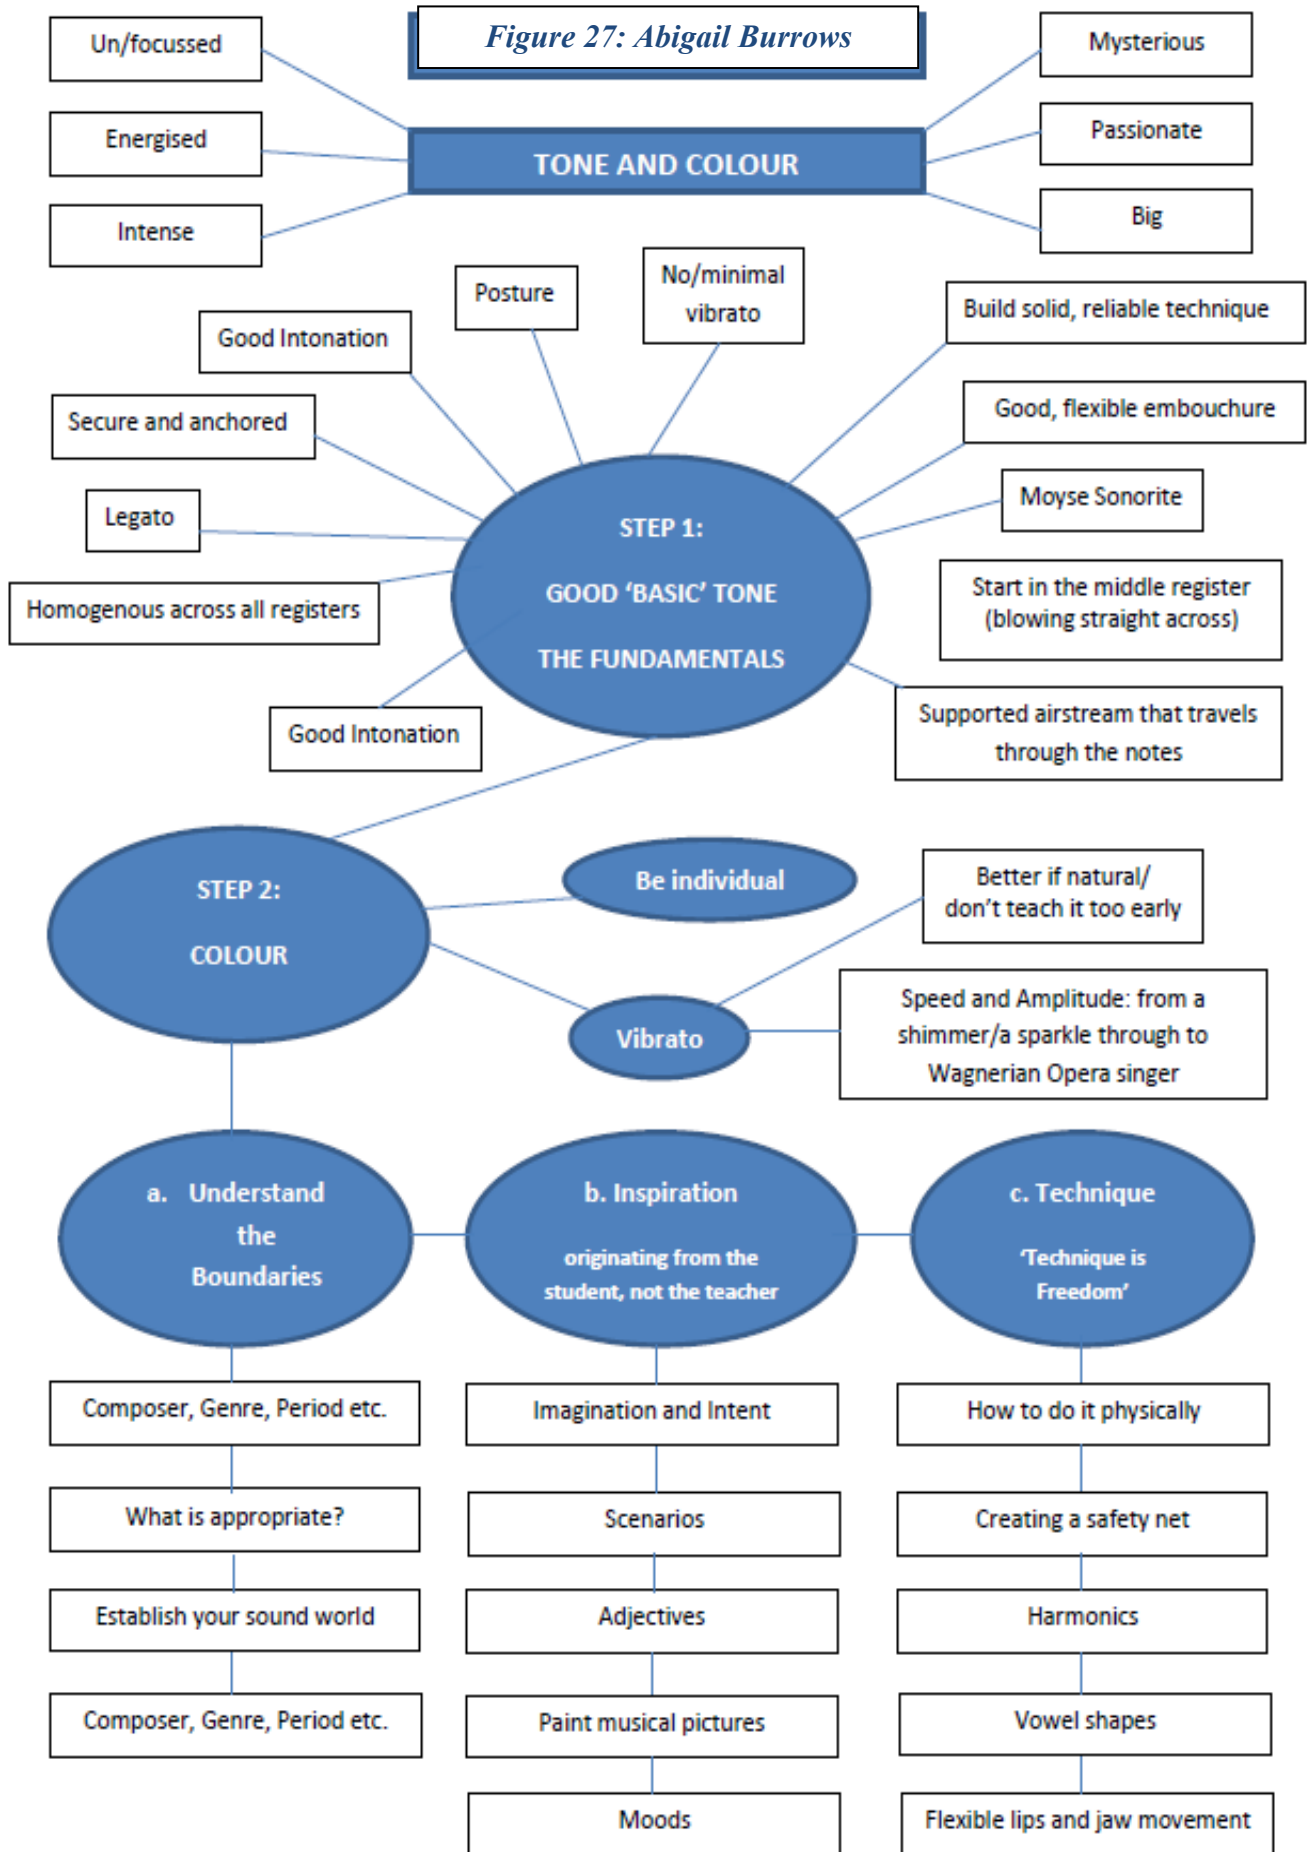 Figure 27: Abigail Burrows
Un/focussed
Energised
Intense
TONE AND COLOUR
Mysterious
Passionate
Big
Posture
No/minimal
vibrato
Good Intonation
Secure and anchored
Legato
Homogenous across all registers
Good Intonation
Build solid, reliable technique
Good, flexible embouchure
Moyse Sonorite
Start in the middle register
(blowing straight across)
Supported airstream that travels
through the notes
STEP 1:
GOOD ‘BASIC’ TONE
THE FUNDAMENTALS
STEP 2:
COLOUR
Be individual
Vibrato
Better if natural/
don’t teach it too early
Speed and Amplitude: from a
shimmer/a sparkle through to
Wagnerian Opera singer
a. Understand
the
Boundaries
Composer, Genre, Period etc.
What is appropriate?
Establish your sound world
Composer, Genre, Period etc.
b. Inspiration
originating from the
student, not the teacher
Imagination and Intent
Scenarios
Adjectives
Paint musical pictures
Moods
c. Technique
‘Technique is
Freedom’
How to do it physically
Creating a safety net
Harmonics
Vowel shapes
Flexible lips and jaw movement